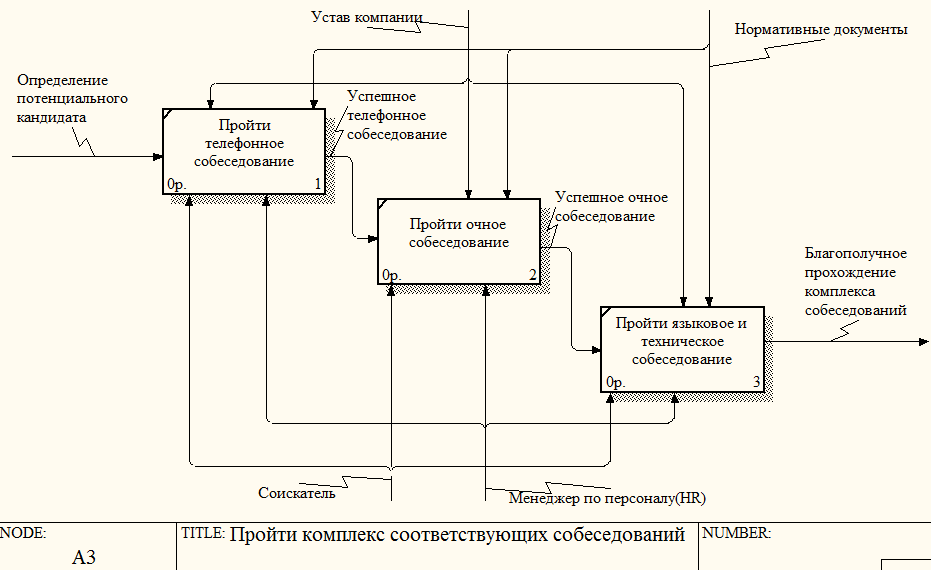 Устав компании
Нормативные документы
Определение
потенциального
кандидата
Успешное
телефонное
собеседование
Пройти
телефонное
собеседование
0р. 1
Успешное очное
собеседование
Пройти очное
собеседование
0р. 2
Благополучное
прохождение
комплекса
собеседований
Пройти языковое и
техническое
собеседование
0р. 3
Соискатель
Менеджер по персоналу(HR)
NODE: TITLE: Пройти комплекс соответствующих собеседований NUMBER:
A3